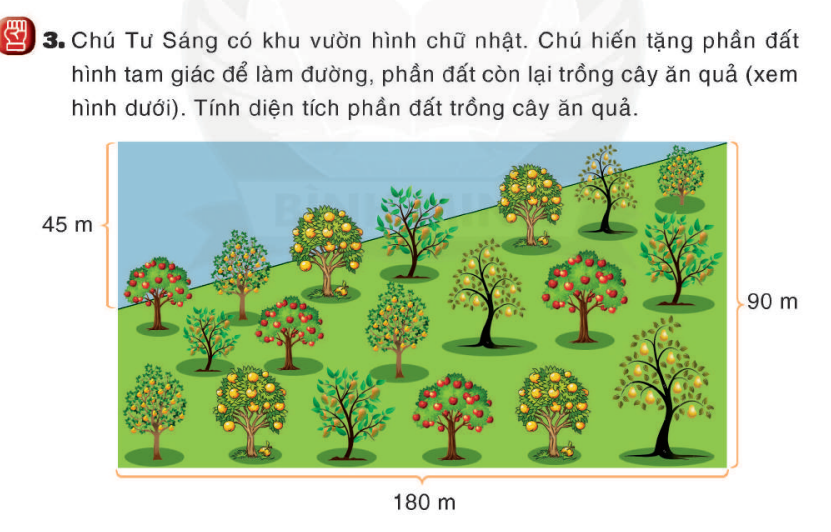 3. Chú Tư Sáng có khu vườn hình chữ nhật. Chú hiến tặng phần đất
hình tam giác để làm đường, phần đất còn lại trồng cây ăn quả (xem
hình dưới). Tính diện tích phần đất trồng cây ăn quả.
45 m
90 m
180 m